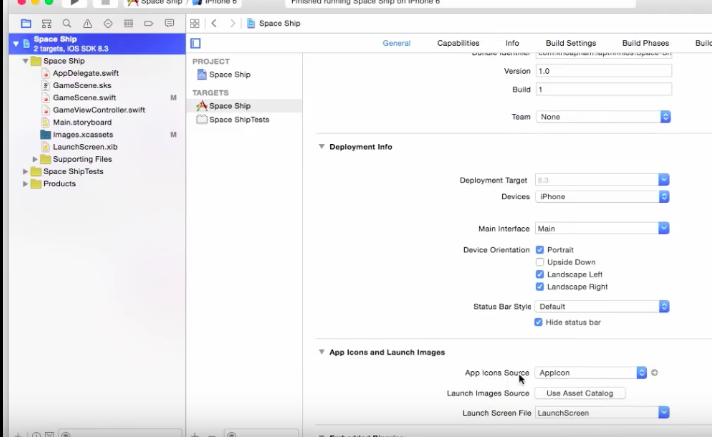 Space Ship
iPhone 6
Finished running Space Ship on iPhone 6
Space Ship
General
Capabilities
Info
Build Settings
Build Phases
Space Ship
2 targets, iOS SDK 8.3
Space Ship
AppDelegate.swift
GameScene.sks
GameScene.swift M
GameViewController.swift
Main.storyboard
Images.xcassets M
LaunchScreen.xib
Supporting Files
Space ShipTests
Products
PROJECT
Space Ship
TARGETS
Space Ship
Space ShipTests
Version 1.0
Build 1
Team None
Deployment Info
Deployment Target 8.3
Devices iPhone
Main Interface Main
Device Orientation Portrait
Upside Down
Landscape Left
Landscape Right
Status Bar Style Default
Hide status bar
App Icons and Launch Images
App Icons Source AppIcon
Launch Images Source Use Asset Catalog
Launch Screen File LaunchScreen